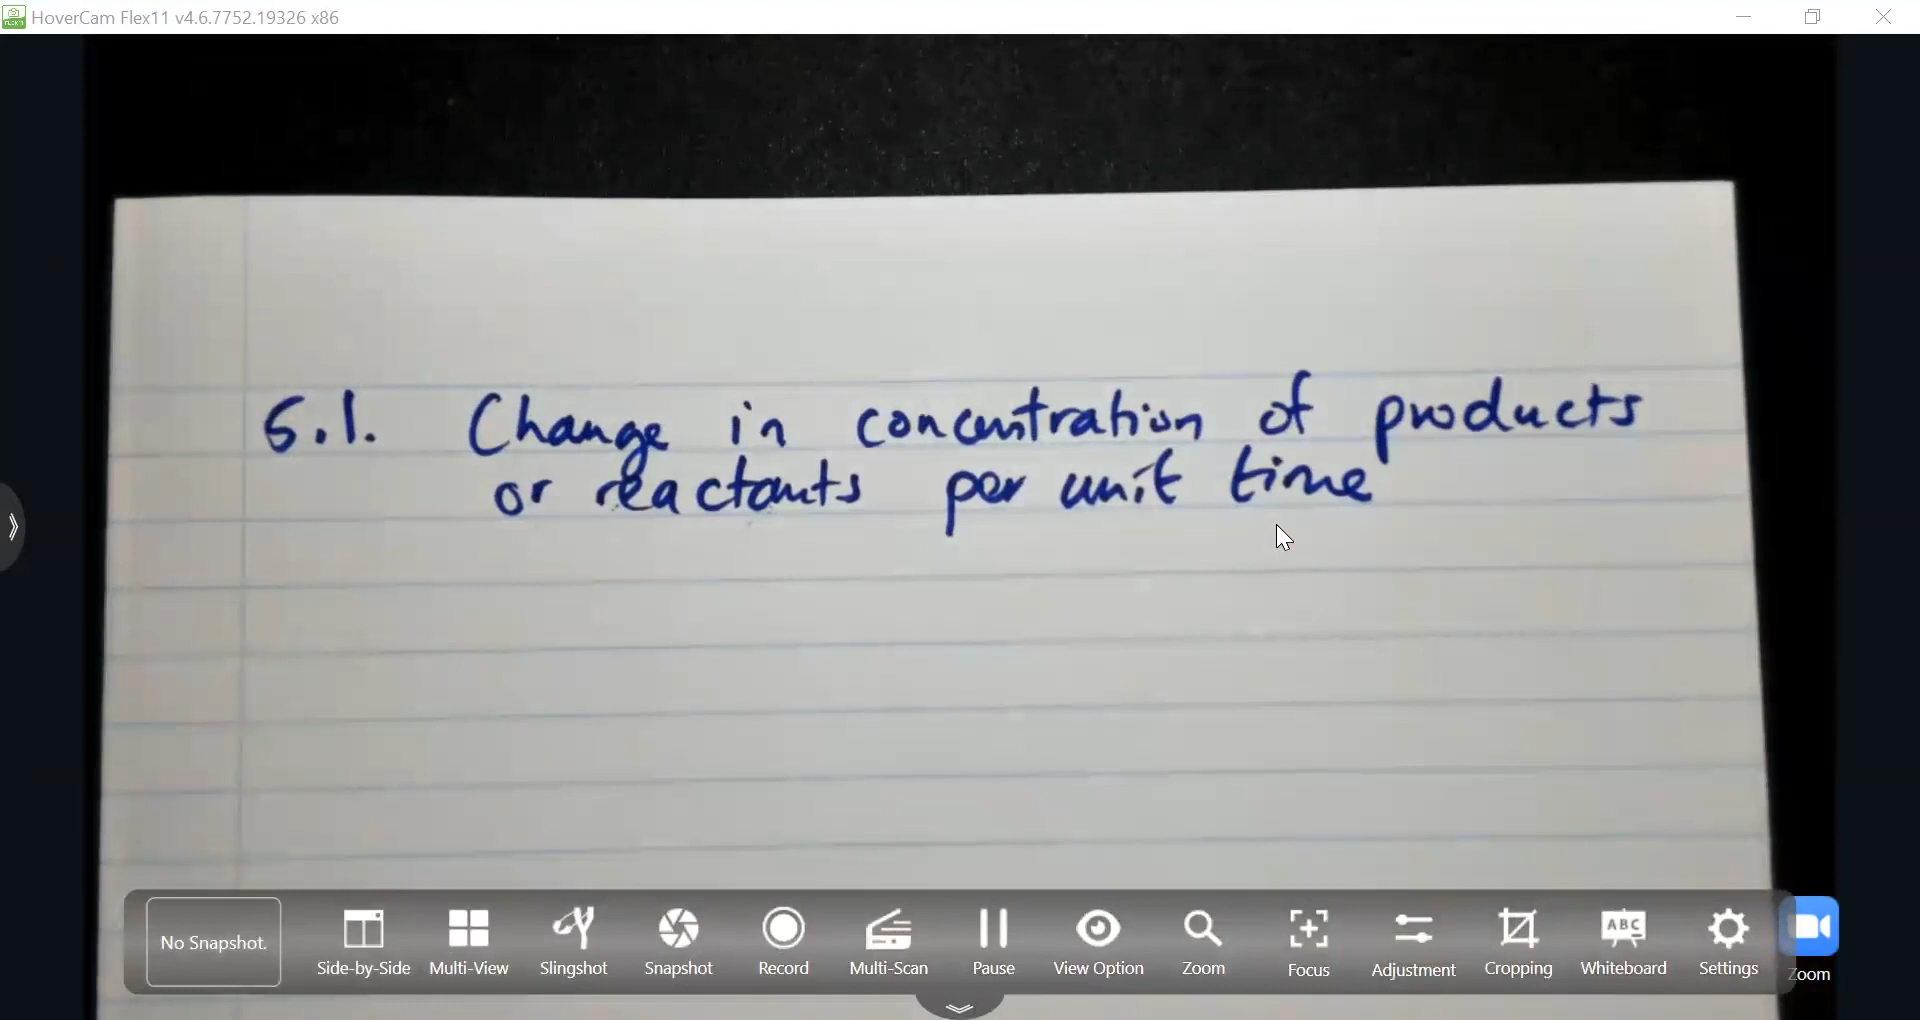 HoverCam Flex11 v4.6.7752.19326 x86
5.1. Change in concentration of products
or reactants per unit time
No Snapshot.
Side-by-Side
Multi-View
Slingshot
Snapshot
Record
Multi-Scan
Pause
View Option
Zoom
Focus
Adjustment
Cropping
ABC
Whiteboard
Settings
Zoom